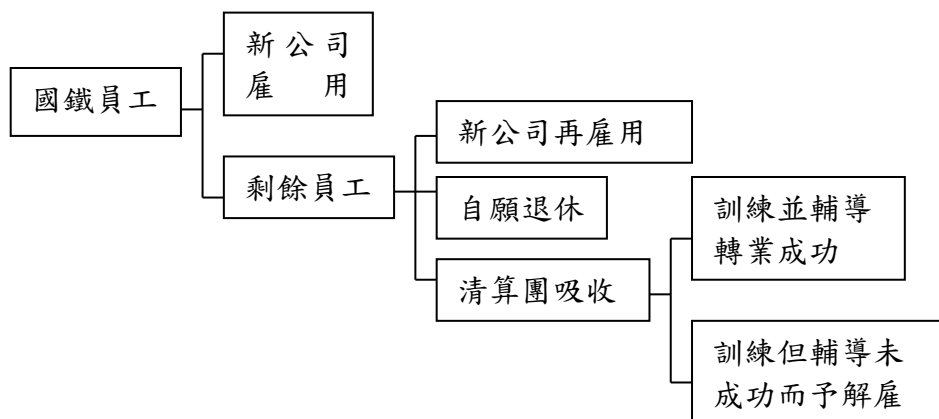 新公司
雇用
國鐵員工
新公司再雇用
剩餘員工
自願退休
訓練並輔導
轉業成功
清算團吸收
訓練但輔導未
成功而予解雇